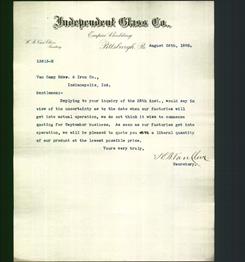 Independent Glass Co.,
Empire Building
Pittsburgh, Pa.
Secretary.
August 26th, 1898.
Van Camp Hdwe. & Iron Co.,
Indianapolis, Ind.
Gentlemen:-
Replying to your inquiry of the 25th inst., would say in
view of the uncertainty as to the date when our factories will
get into actual operation, we do not think it wise to commence
quoting for September business. As soon as our factories get into
operation, we will be pleased to quote you with a liberal quantity
of our product at the lowest possible price.
Yours very truly,
Secretary.